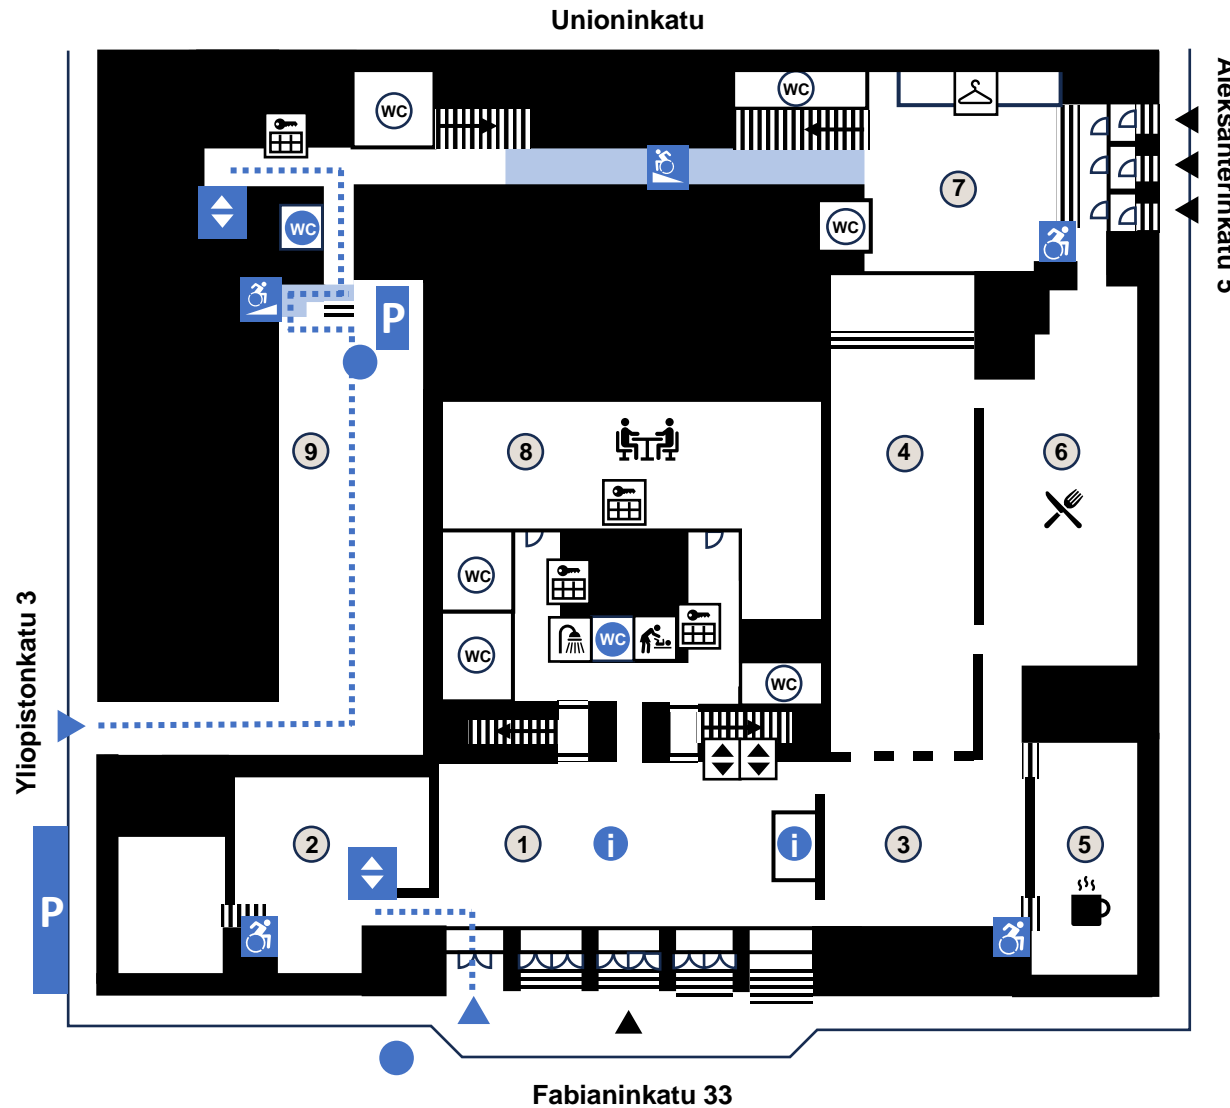 Unioninkatu
WC
WC
Aleksanterinkatu 5
7
WC
WC
P
9
8
4
6
WC
WC
WC
WC
Yliopistonkatu 3
2
1
i
i
3
5
P
Fabianinkatu 33